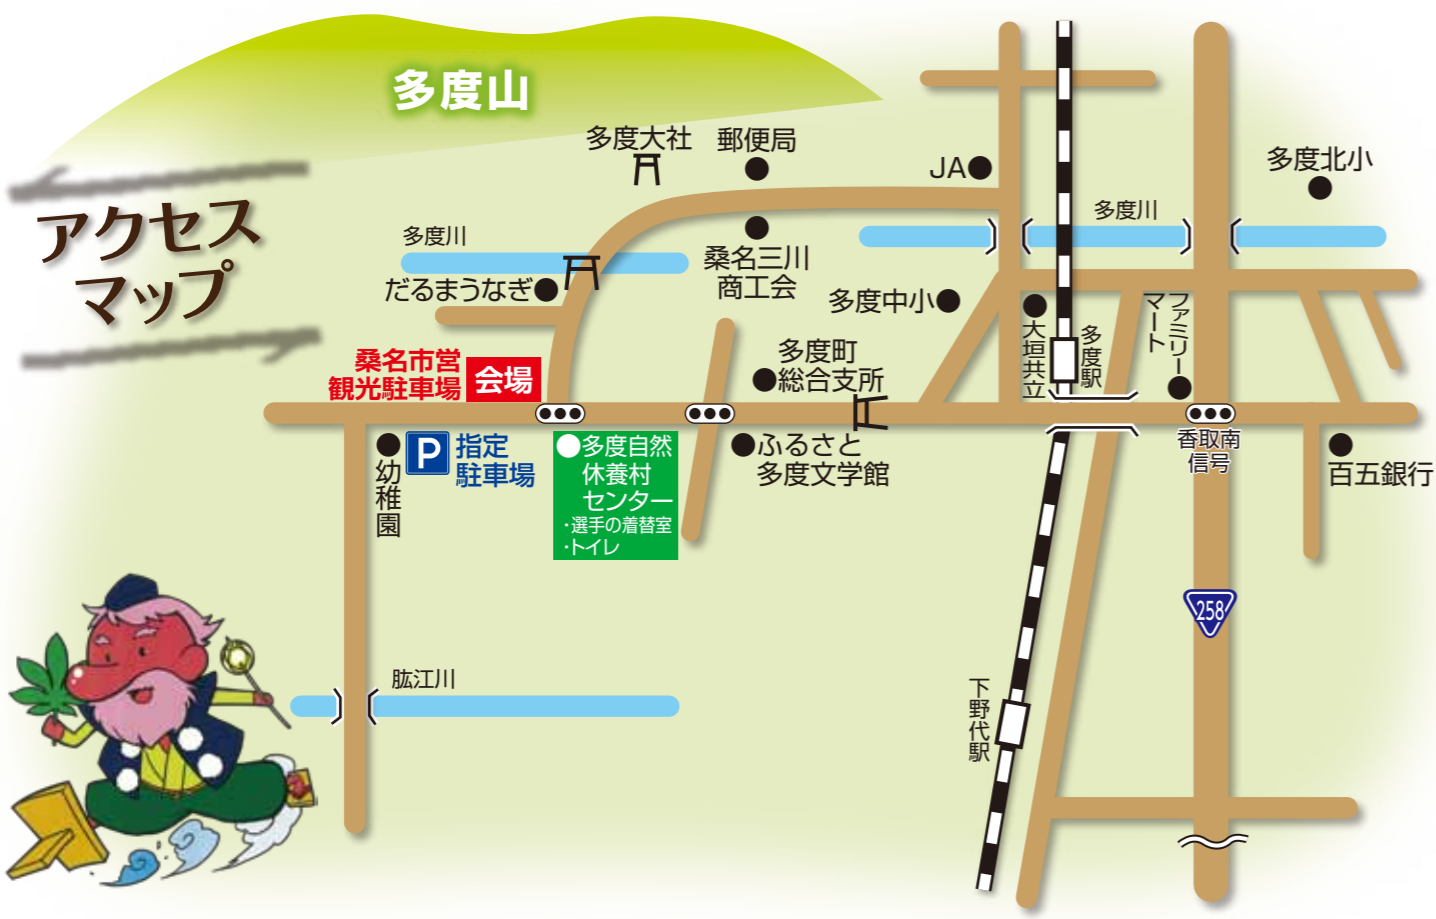 多度山
アクセス
マップ
多度大社
郵便局
JA
多度北小
多度川
多度川
桑名三川
商工会
だるまうなぎ
多度中小
大垣共立
多度駅
ファミリー
マート
桑名市営
観光駐車場
会場
多度町
総合支所
幼稚園
P
指定
駐車場
多度自然
休養村
センター
・選手の着替室
・トイレ
ふるさと
多度文学館
香取南
信号
百五銀行
258
肱江川
下野代駅